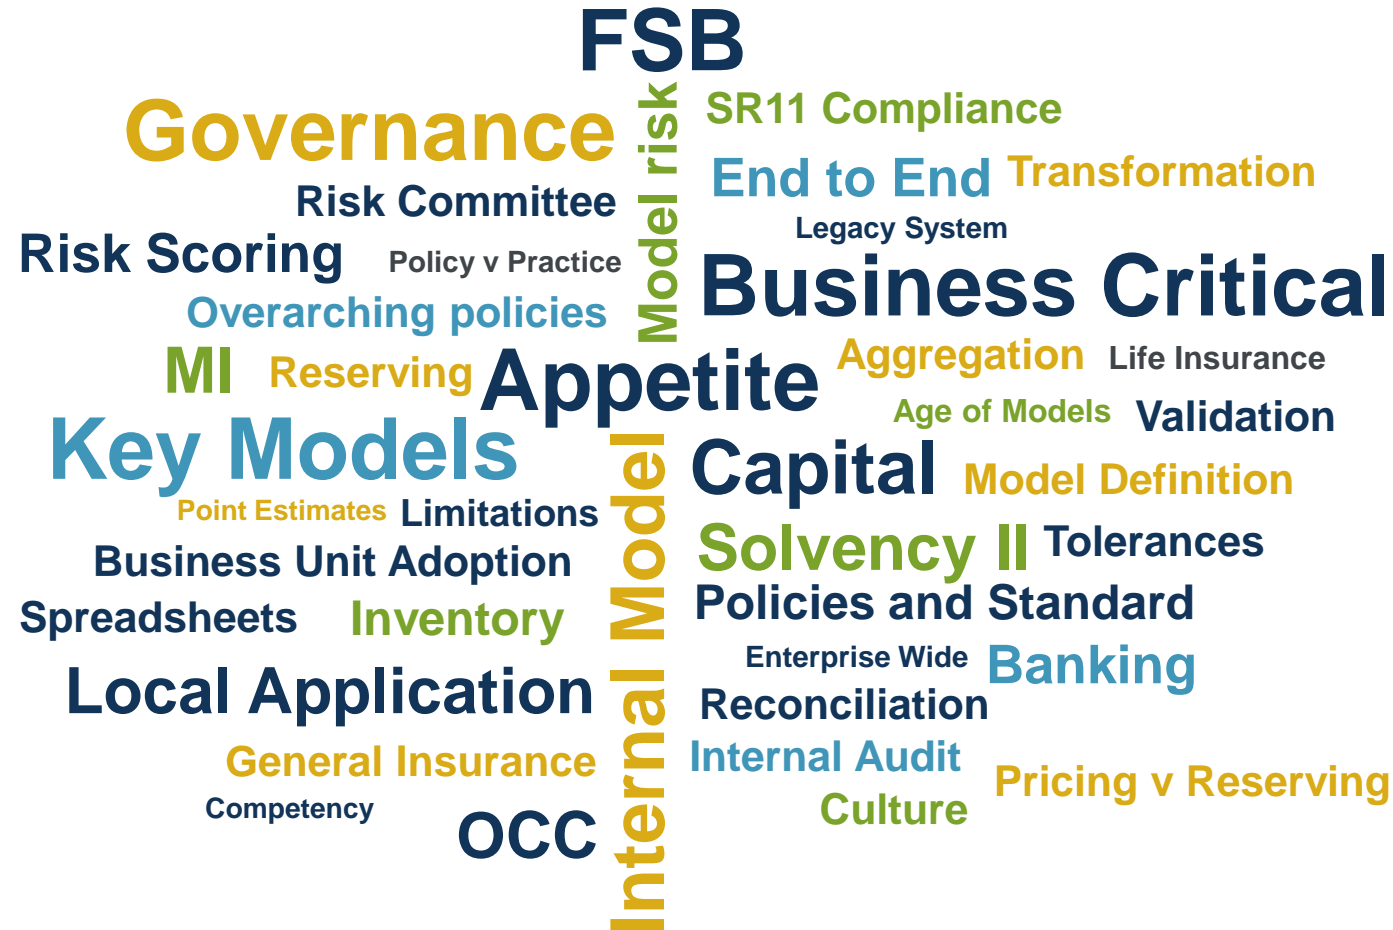 FSB
Governance
Model risk
SR11 Compliance
End to End
Transformation
Risk Committee
Legacy System
Risk Scoring
Policy v Practice
Business Critical
Overarching policies
MI
Reserving
Appetite
Aggregation
Life Insurance
Age of Models
Validation
Key Models
Capital
Model Definition
Point Estimates
Limitations
Internal Model
Solvency II
Tolerances
Business Unit Adoption
Policies and Standard
Spreadsheets
Inventory
Enterprise Wide
Banking
Local Application
Reconciliation
General Insurance
Internal Audit
Pricing v Reserving
Competency
Culture
OCC